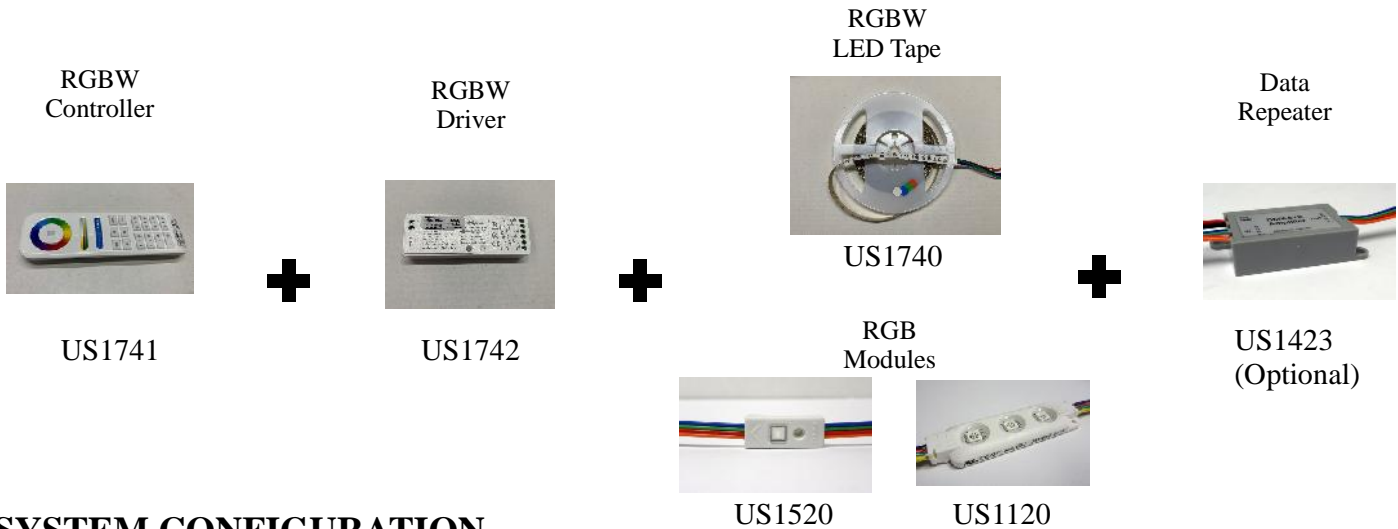 RGBW
Controller
US1741
RGBW
Driver
US1742
RGBW
LED Tape
US1740
RGB
Modules
US1520
US1120
Data
Repeater
US1423
(Optional)
SYSTEM CONFIGURATION